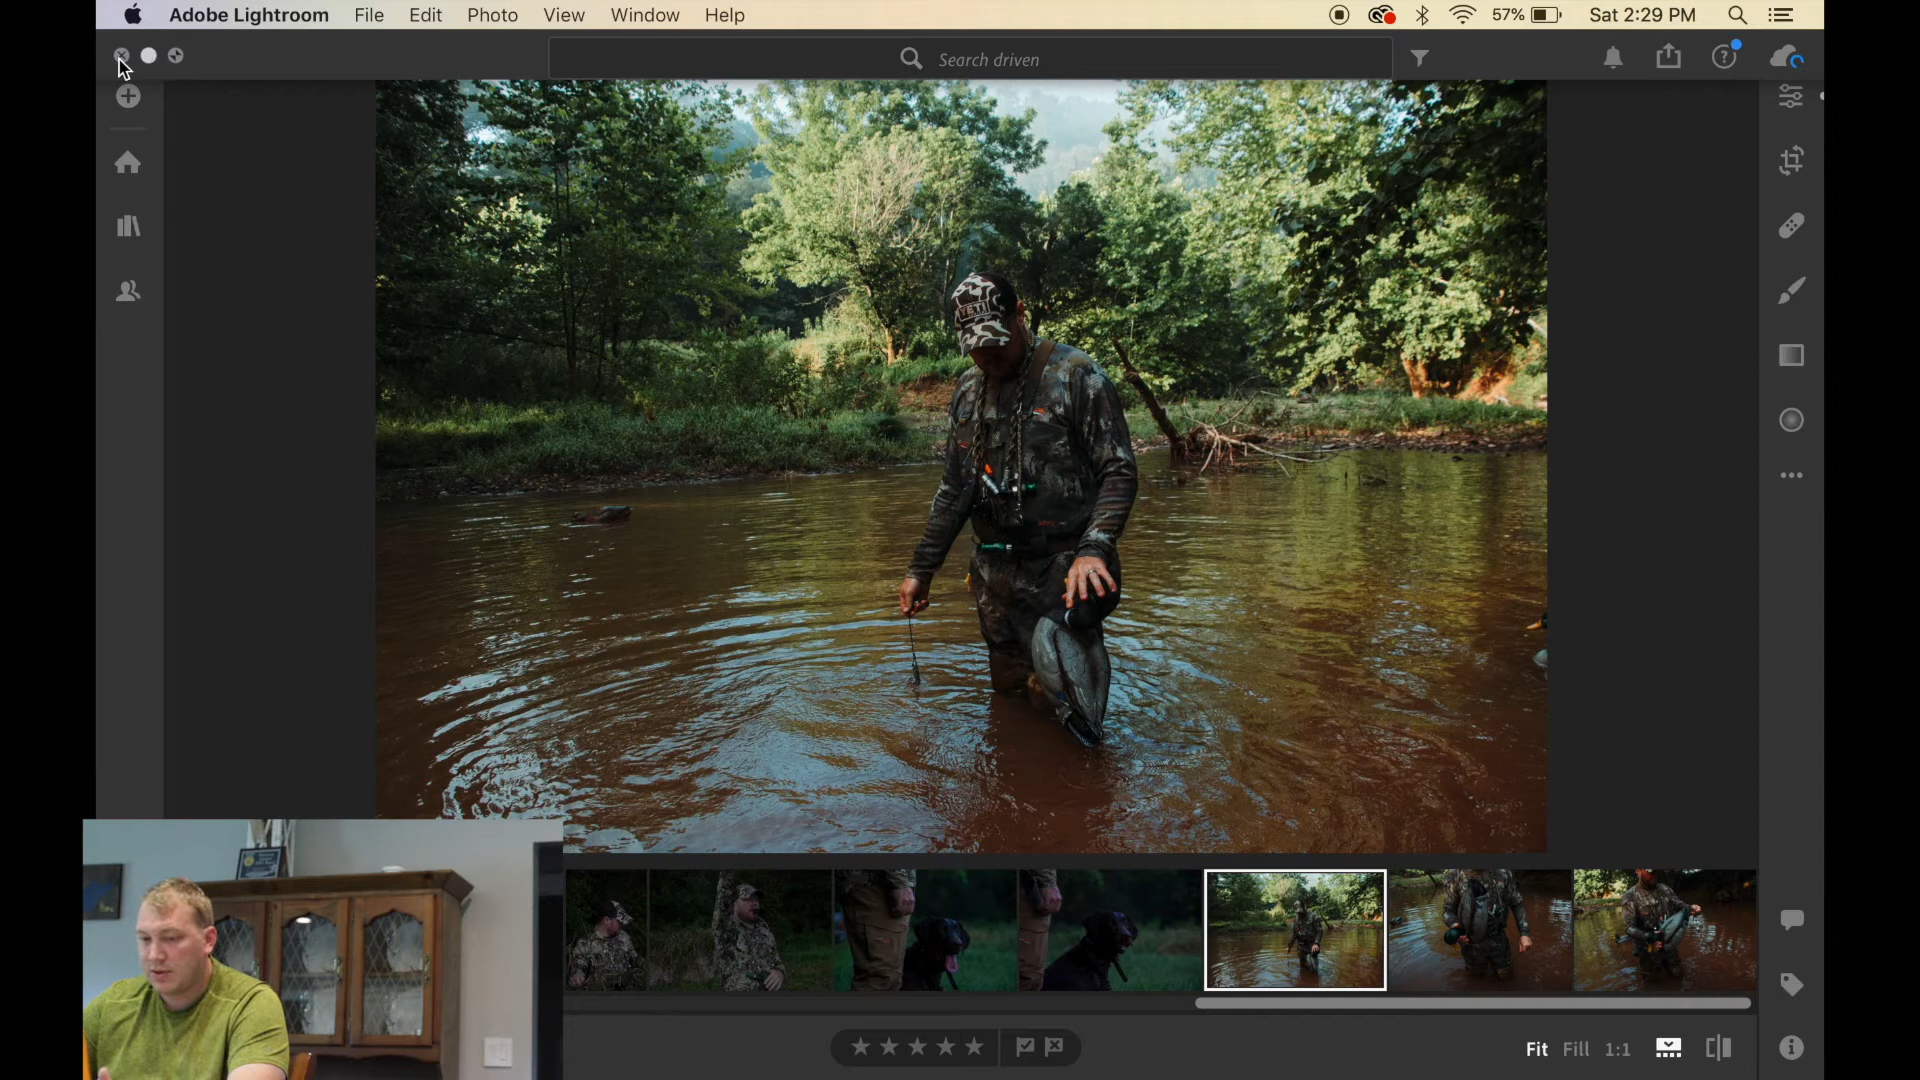 Adobe Lightroom File Edit Photo View Window Help 57% Sat 2:29 PM
Search driven
YETI
Fit Fill 1:1